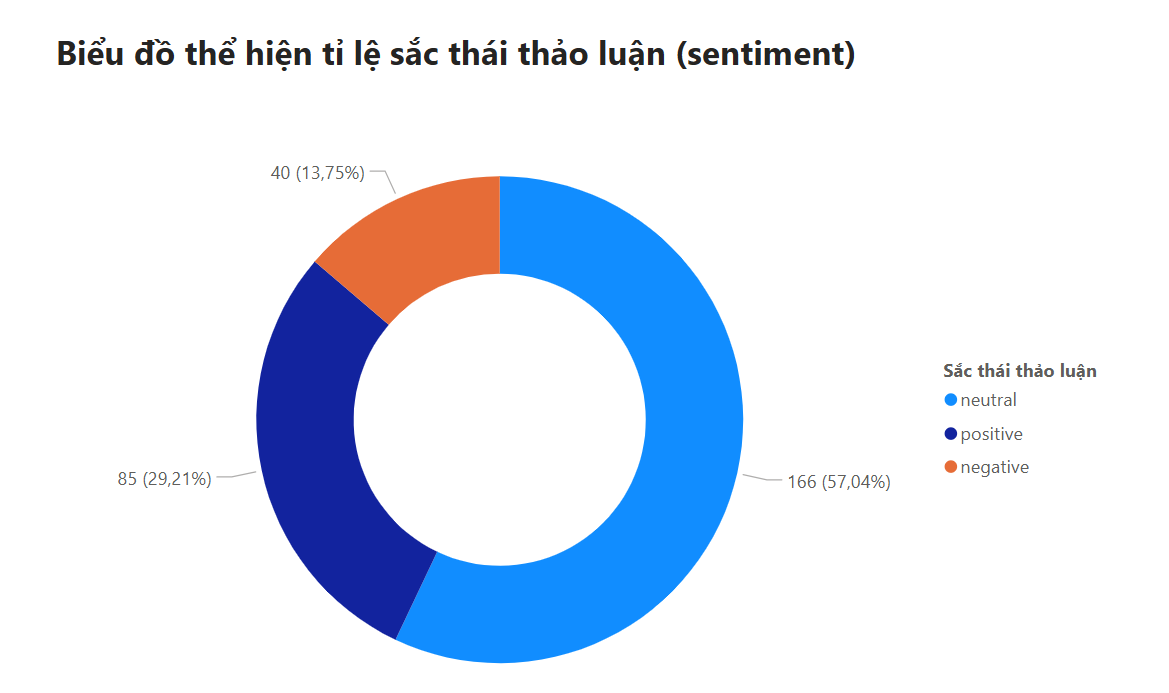 Biểu đồ thể hiện tỉ lệ sắc thái thảo luận (sentiment)
40 (13,75%)
85 (29,21%)
166 (57,04%)
Sắc thái thảo luận
neutral
positive
negative